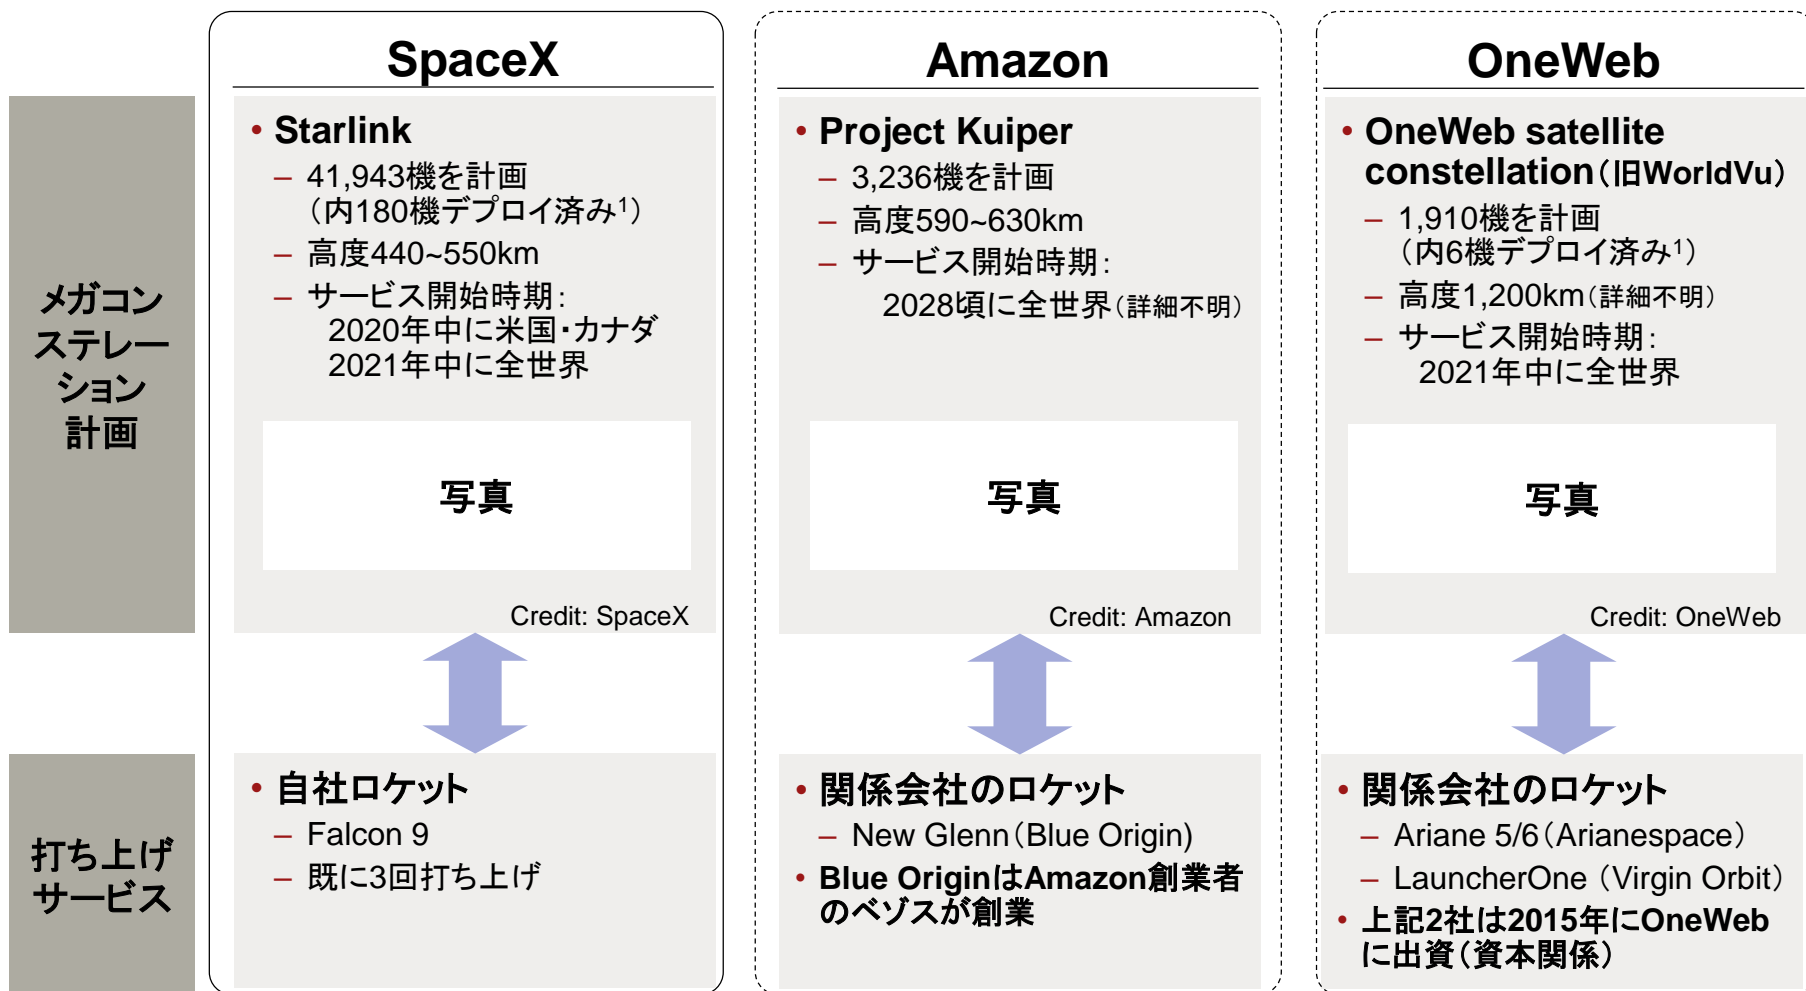 SpaceX
Amazon
OneWeb
メガコン
ステレー
ション
計画
• Starlink
– 41,943機を計画
（内180機デプロイ済み¹）
– 高度440~550km
– サービス開始時期：
2020年中に米国・カナダ
2021年中に全世界
写真
Credit: SpaceX
• Project Kuiper
– 3,236機を計画
– 高度590~630km
– サービス開始時期：
2028頃に全世界（詳細不明）
写真
Credit: Amazon
• OneWeb satellite
constellation（旧WorldVu）
– 1,910機を計画
（内6機デプロイ済み¹）
– 高度1,200km（詳細不明）
– サービス開始時期：
2021年中に全世界
写真
Credit: OneWeb
打ち上げ
サービス
• 自社ロケット
– Falcon 9
– 既に3回打ち上げ
• 関係会社のロケット
– New Glenn（Blue Origin)
• Blue OriginはAmazon創業者
のベゾスが創業
• 関係会社のロケット
– Ariane 5/6（Arianespace）
– LauncherOne （Virgin Orbit）
• 上記2社は2015年にOneWeb
に出資（資本関係）